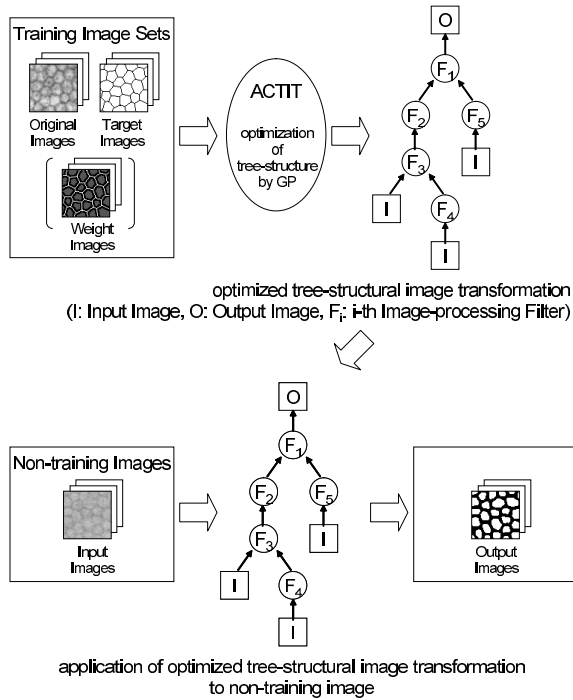 Training Image Sets
Original Images
Target Images
Weight Images
ACTIT
optimization
of
tree-structure
by GP
O
F1
F2
F5
F3
I
I
F4
I
optimized tree-structural image transformation
(I: Input Image, O: Output Image, Fi: i-th Image-processing Filter)
Non-training Images
Input
Images
O
F1
F2
F5
F3
I
I
F4
I
Output
Images
application of optimized tree-structural image transformation
to non-training image